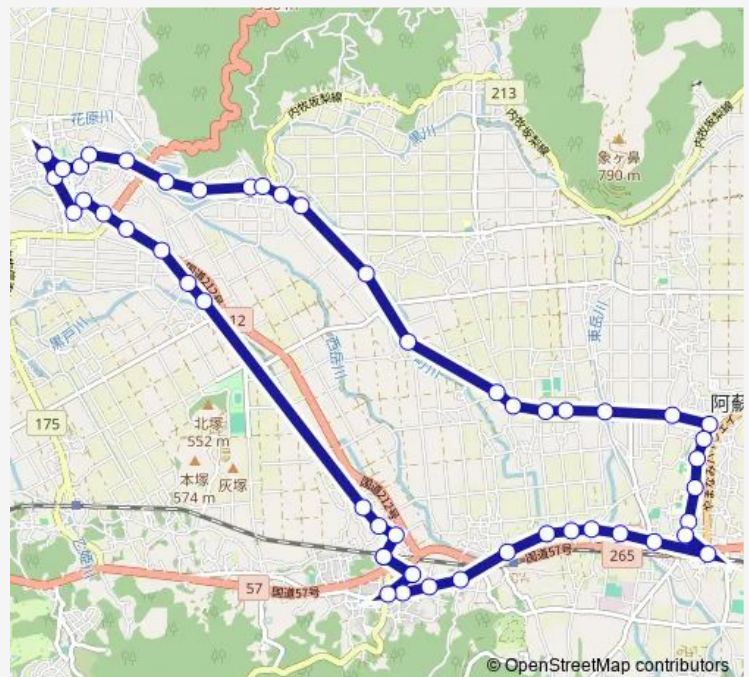 花原川
内牧坂梨線
黒川
213
内牧坂梨線
内牧坂梨線
象ヶ鼻
790 m
国道212号
12
黒戸川
西岳川
東岳川
175
北塚
552 m
本塚
574 m
灰塚
阿蘇
国道212号
57
国道57号
国道57号
265
© OpenStreetMap contributors